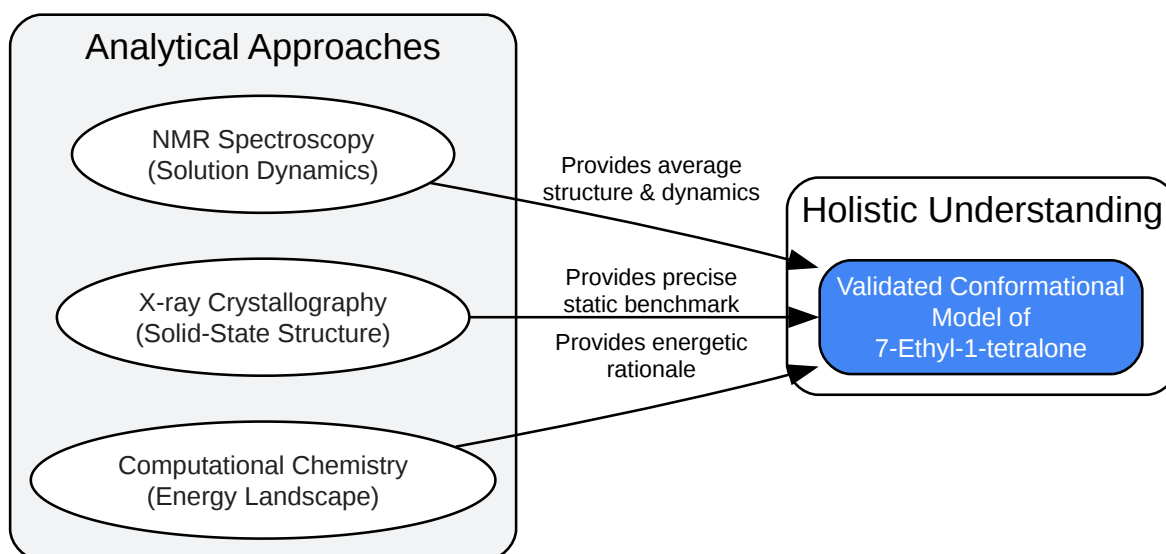 Analytical Approaches
NMR Spectroscopy
(Solution Dynamics)
X-ray Crystallography
(Solid-State Structure)
Computational Chemistry
(Energy Landscape)
Provides average
structure & dynamics
Provides precise
static benchmark
Provides energetic
rationale
Holistic Understanding
Validated Conformational
Model of
7-Ethyl-1-tetralone